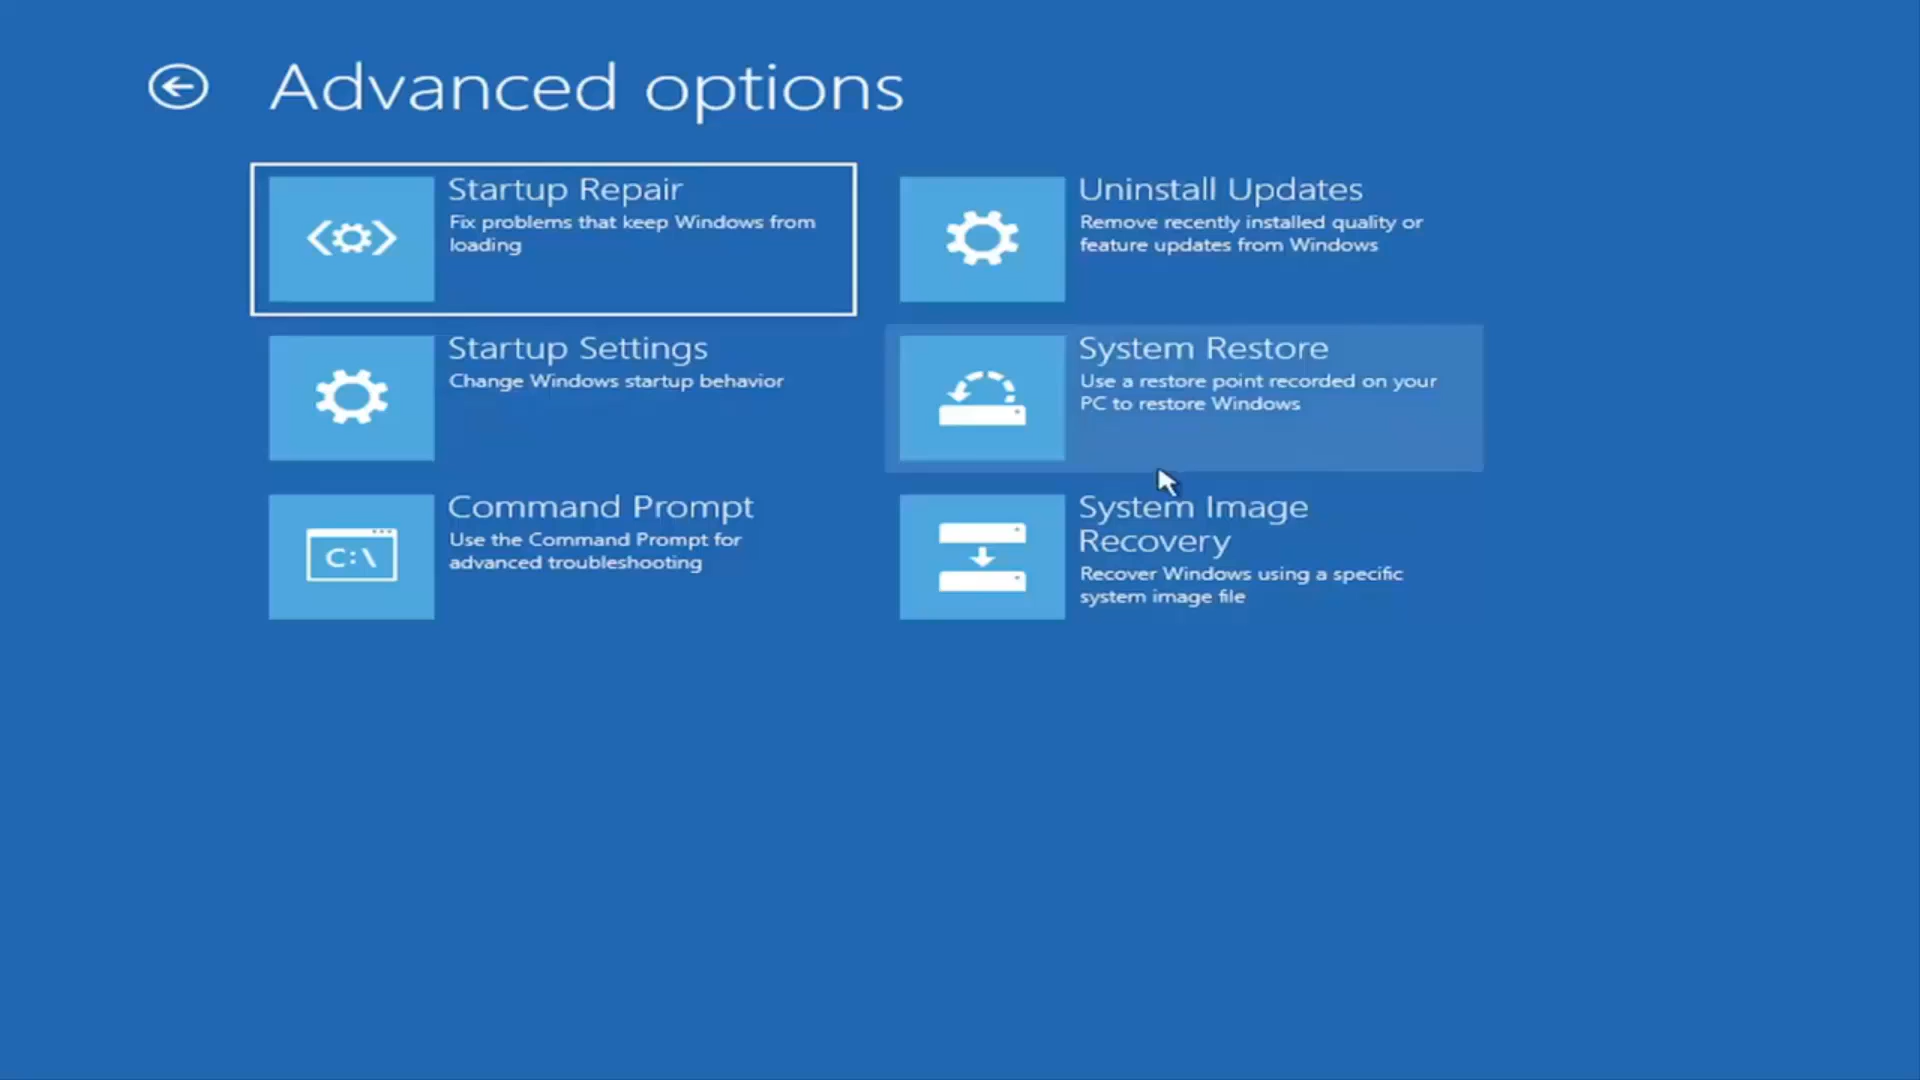 Advanced options
Startup Repair
Fix problems that keep Windows from
loading
Uninstall Updates
Remove recently installed quality or
feature updates from Windows
Startup Settings
Change Windows startup behavior
System Restore
Use a restore point recorded on your
PC to restore Windows
C:\
Command Prompt
Use the Command Prompt for
advanced troubleshooting
System Image
Recovery
Recover Windows using a specific
system image file